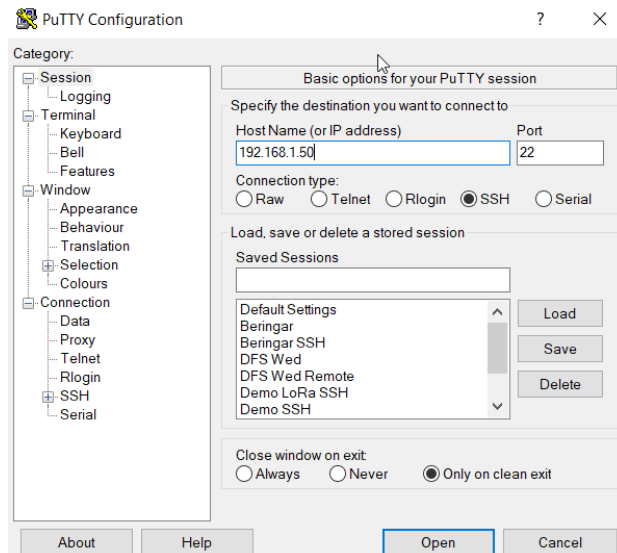 PuTTY Configuration ? ×
Category:
Session
Logging
Terminal
Keyboard
Bell
Features
Window
Appearance
Behaviour
Translation
Selection
Colours
Connection
Data
Proxy
Telnet
Rlogin
SSH
Serial
Basic options for your PuTTY session
Specify the destination you want to connect to
Host Name (or IP address) Port
192.168.1.50 22
Connection type:
Raw Telnet Rlogin SSH Serial
Load, save or delete a stored session
Saved Sessions
Default Settings
Beringar
Beringar SSH
DFS Wed
DFS Wed Remote
Demo LoRa SSH
Demo SSH
Load
Save
Delete
Close window on exit:
Always Never Only on clean exit
About Help Open Cancel